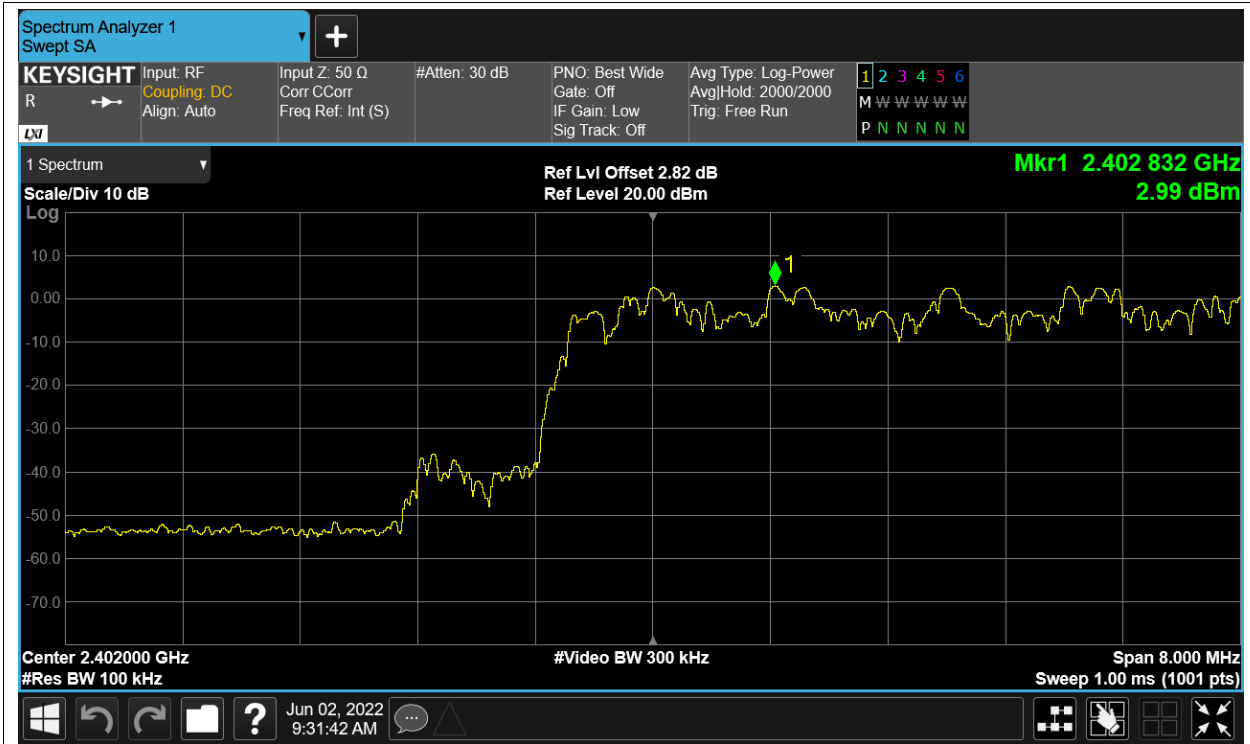 Spectrum Analyzer 1
Swept SA
KEYSIGHT
R
LXI
Input: RF
Coupling: DC
Align: Auto
Input Z: 50 Ω
Corr CCorr
Freq Ref: Int (S)
#Atten: 30 dB
PNO: Best Wide
Gate: Off
IF Gain: Low
Sig Track: Off
Avg Type: Log-Power
Avg|Hold: 2000/2000
Trig: Free Run
1 2 3 4 5 6
M W W W W W
P N N N N N
1 Spectrum
Scale/Div 10 dB
Log
Ref Lvl Offset 2.82 dB
Ref Level 20.00 dBm
Mkr1 2.402 832 GHz
2.99 dBm
1
10.0
0.00
-10.0
-20.0
-30.0
-40.0
-50.0
-60.0
-70.0
Center 2.402000 GHz
#Video BW 300 kHz
Span 8.000 MHz
#Res BW 100 kHz
Sweep 1.00 ms (1001 pts)
?
Jun 02, 2022
9:31:42 AM